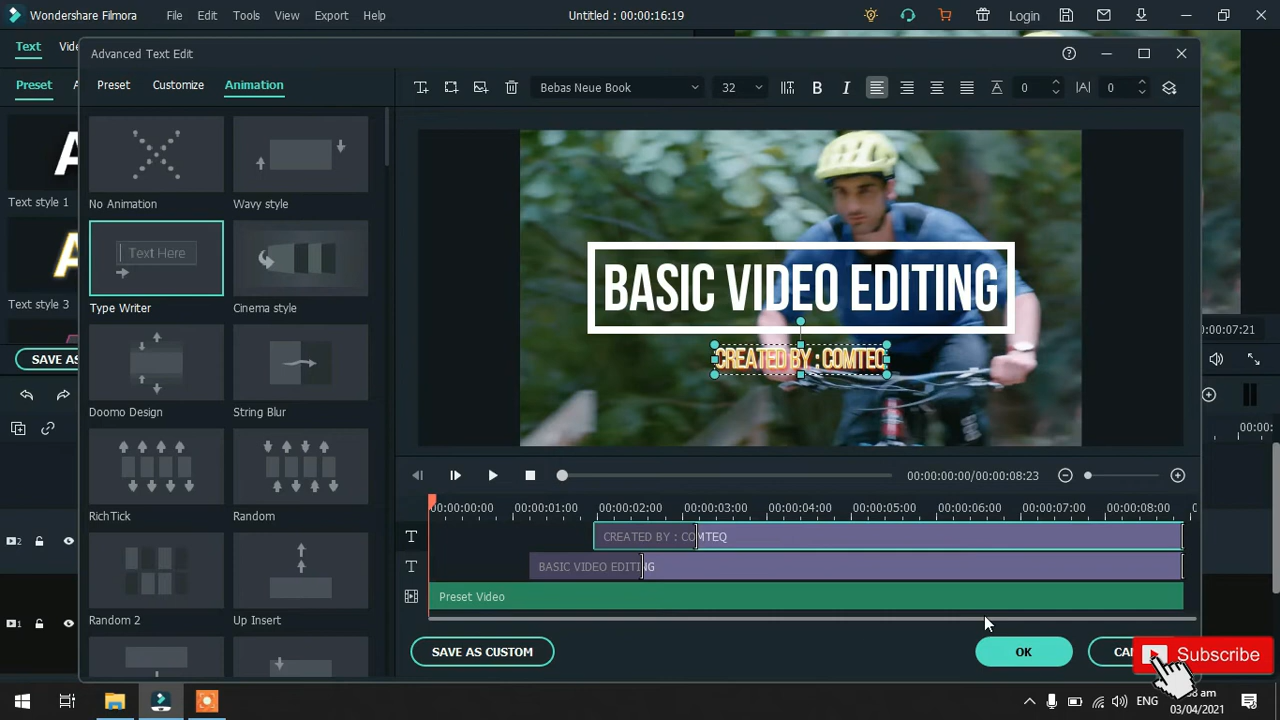 Wondershare Filmora File Edit Tools View Export Help Untitled : 00:00:16:19 Login
Text
Advanced Text Edit
Preset
Preset Customize Animation
Bebas Neue Book 32 0 0
Text style 1
Text style 3
SAVE AS
No Animation Wavy style
Text Here
Type Writer Cinema style
Doomo Design String Blur
RichTick Random
Random 2 Up Insert
BASIC VIDEO EDITING
CREATED BY : COMTEQ
00:00:00:00/00:00:08:23
:00:07:21
00:00:00:00 00:00:01:00 00:00:02:00 00:00:03:00 00:00:04:00 00:00:05:00 00:00:06:00 00:00:07:00 00:00:08:00
00:00:
CREATED BY : COMTEQ
BASIC VIDEO EDITING
Preset Video
2
1
SAVE AS CUSTOM OK
Subscribe
ENG
03/04/2021